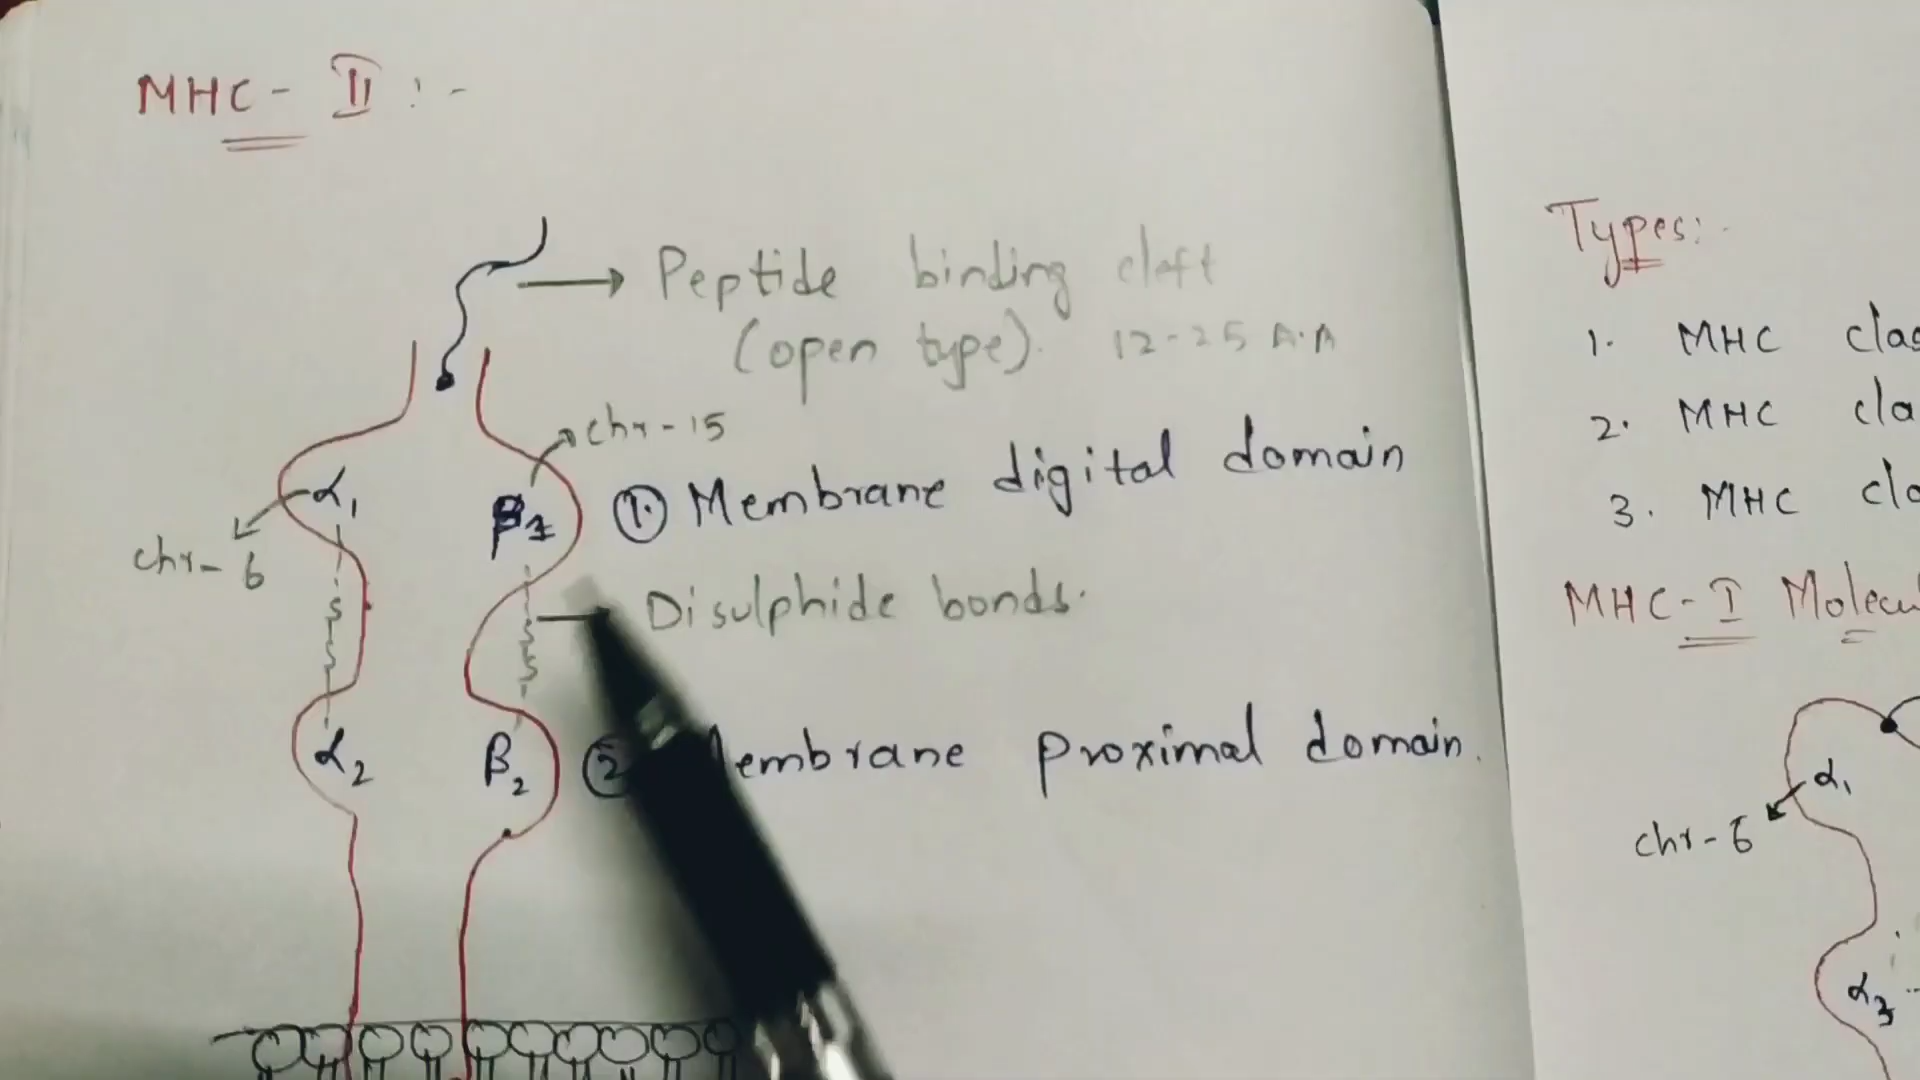 MHC - II :-
Peptide binding cleft
(open type). 12-25 A.A
chr-15
α1
β1
① Membrane digital domain
chr-6
Disulphide bonds.
α2
β2
② embrane proximal domain.
Types:-
1. MHC clas
2. MHC cla
3. MHC cla
MHC-I Molecul
α1
chr-6
α3